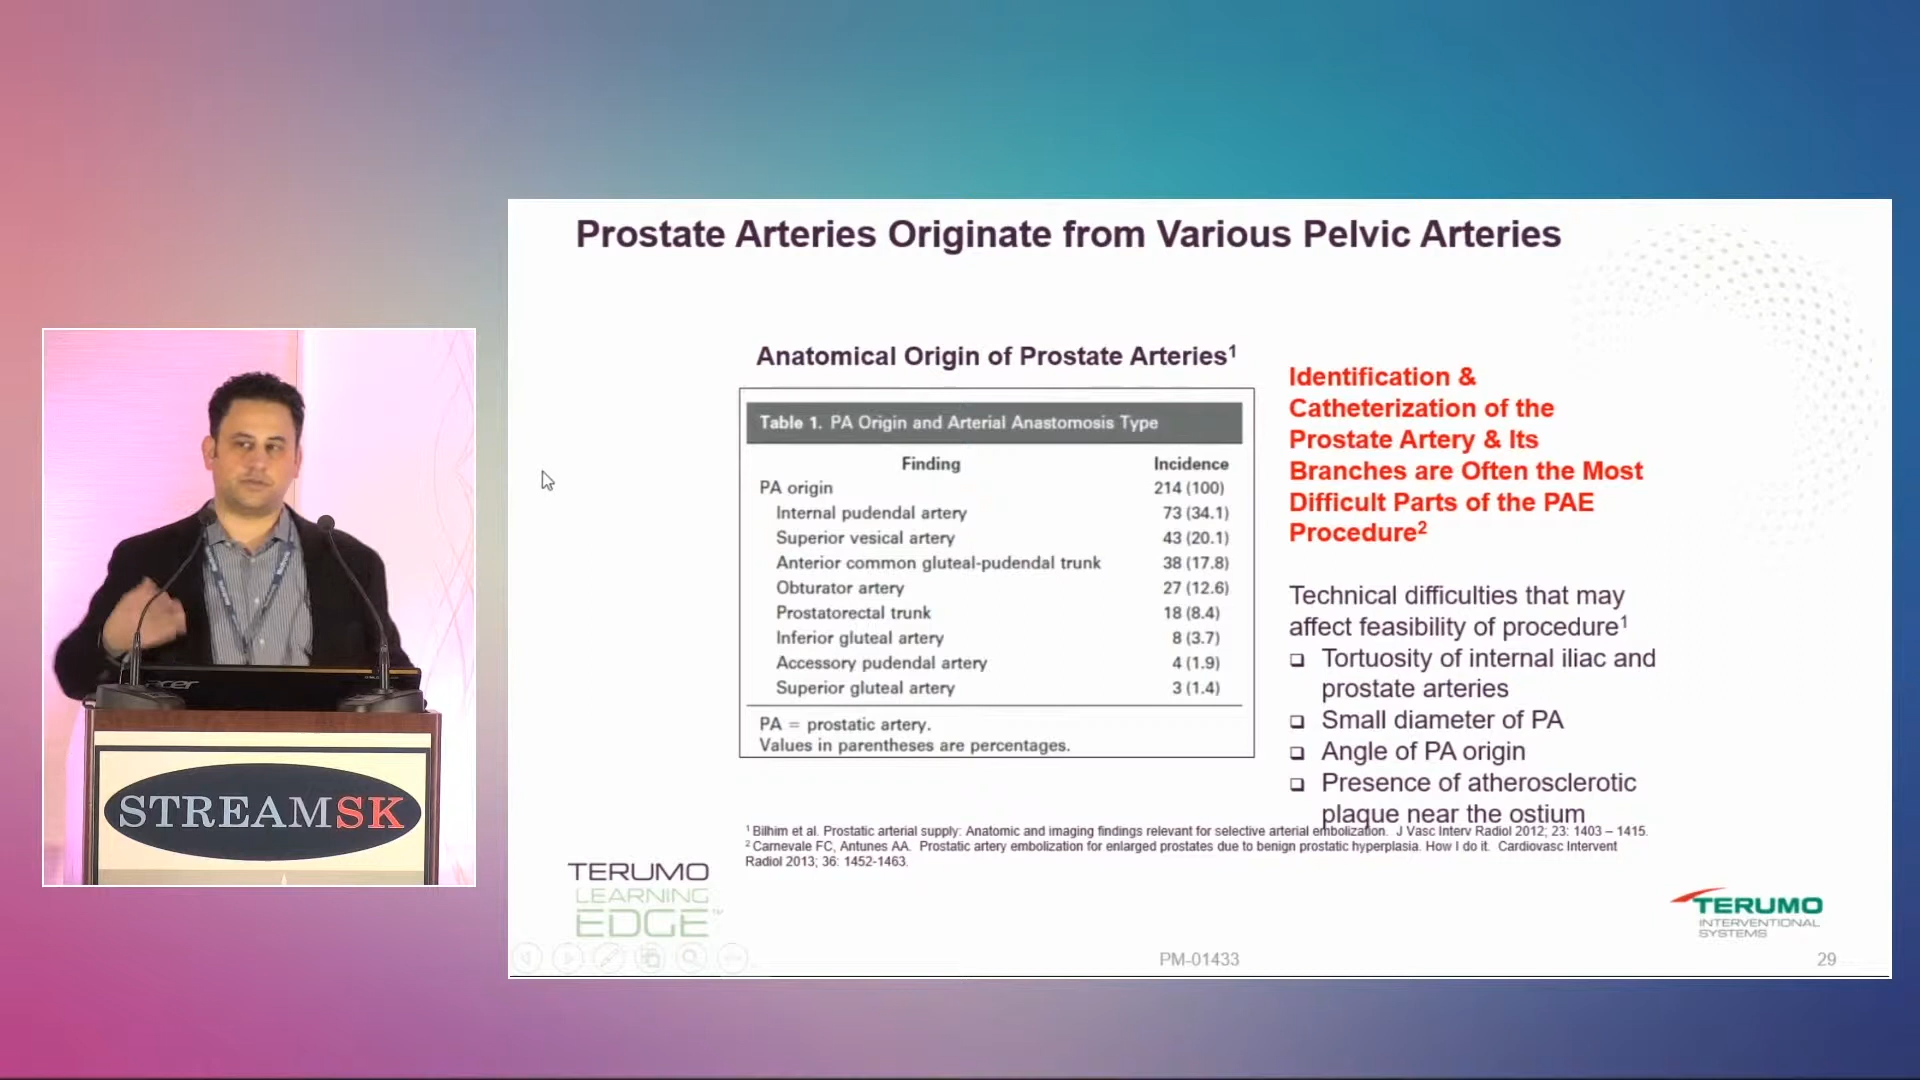 Prostate Arteries Originate from Various Pelvic Arteries
Anatomical Origin of Prostate Arteries¹
Table 1. PA Origin and Arterial Anastomosis Type
Finding Incidence
PA origin 214 (100)
Internal pudendal artery 73 (34.1)
Superior vesical artery 43 (20.1)
Anterior common gluteal-pudendal trunk 38 (17.8)
Obturator artery 27 (12.6)
Prostatorectal trunk 18 (8.4)
Inferior gluteal artery 8 (3.7)
Accessory pudendal artery 4 (1.9)
Superior gluteal artery 3 (1.4)
PA = prostatic artery.
Values in parentheses are percentages.
Identification &
Catheterization of the
Prostate Artery & Its
Branches are Often the Most
Difficult Parts of the PAE
Procedure²
Technical difficulties that may
affect feasibility of procedure¹
❑ Tortuosity of internal iliac and
prostate arteries
❑ Small diameter of PA
❑ Angle of PA origin
❑ Presence of atherosclerotic
plaque near the ostium
¹ Bilhim et al. Prostatic arterial supply: Anatomic and imaging findings relevant for selective arterial embolization. J Vasc Interv Radiol 2012; 23: 1403 – 1415.
² Carnevale FC, Antunes AA. Prostatic artery embolization for enlarged prostates due to benign prostatic hyperplasia. How I do it. Cardiovasc Intervent
Radiol 2013; 36: 1452-1463.
TERUMO
LEARNING
EDGE
TERUMO
INTERVENTIONAL
SYSTEMS
PM-01433
29
acer
STREAMSK